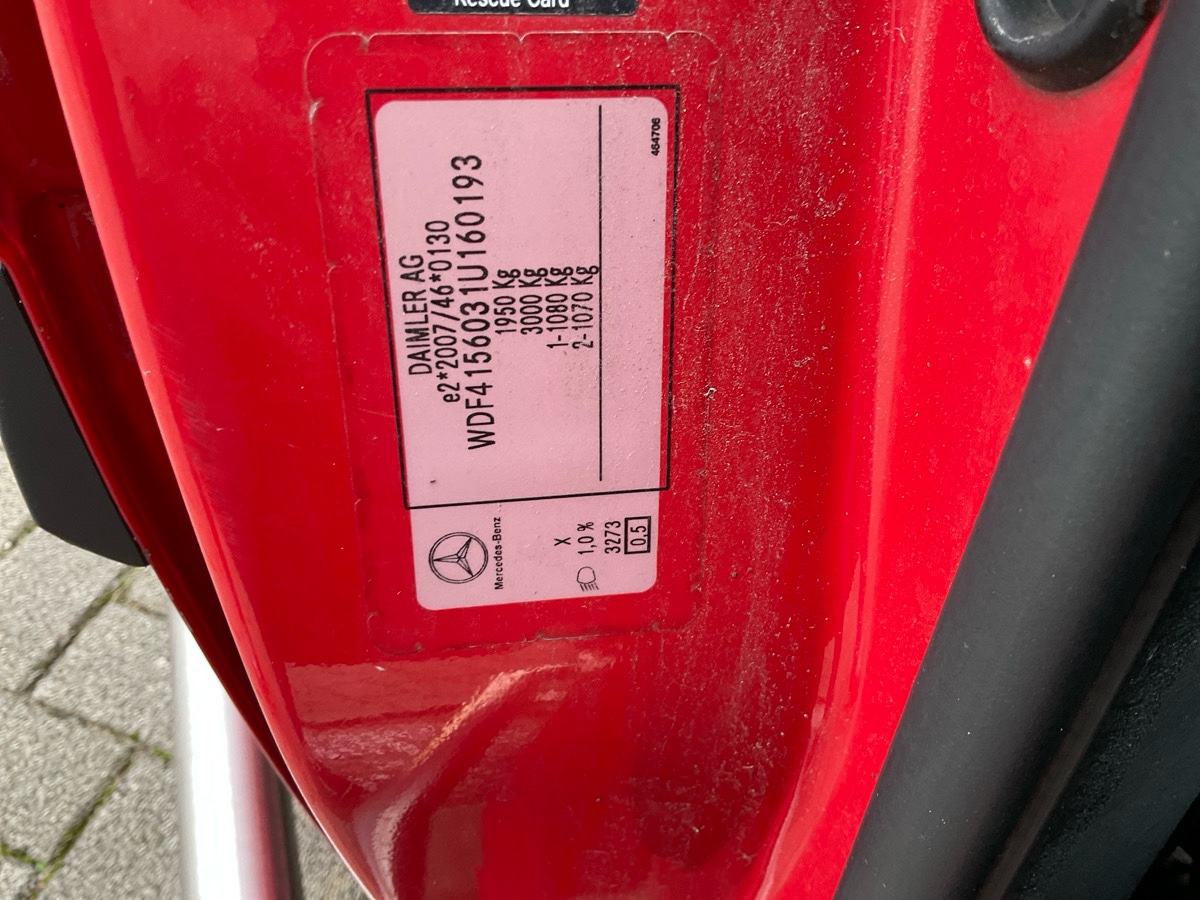 Rescue Card
DAIMLER AG
e2*2007/46*0130
WDF4156031U160193
1950 Kg
3000 Kg
1-1080 Kg
2-1070 Kg
464706
Mercedes-Benz
X
1,0 %
3273
0,5